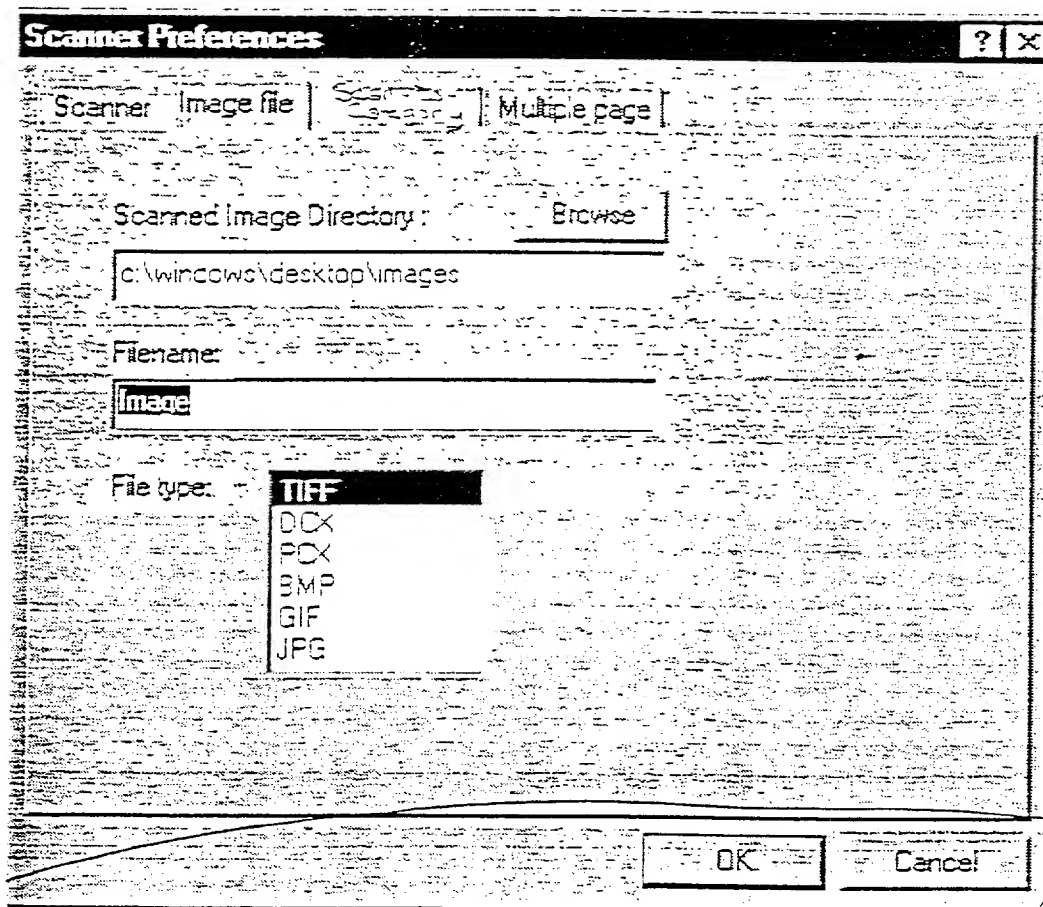 Scanner Preferences
? X
Scanner Image file Multiple page
Scanned Image Directory : Browse
c:\windows\desktop\images
Filename:
Image
File type: TIFF
DCX
PCX
BMP
GIF
JPG
OK Cancel